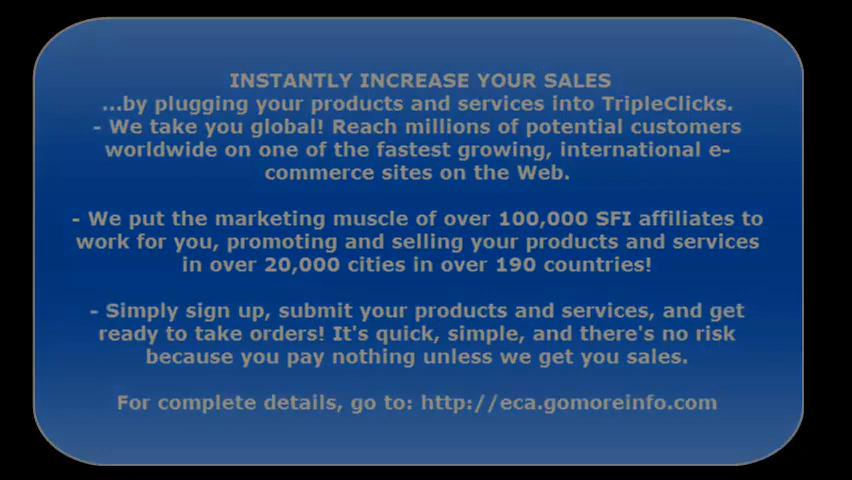 INSTANTLY INCREASE YOUR SALES
...by plugging your products and services into TripleClicks.
- We take you global! Reach millions of potential customers
worldwide on one of the fastest growing, international e-
commerce sites on the Web.
- We put the marketing muscle of over 100,000 SFI affiliates to
work for you, promoting and selling your products and services
in over 20,000 cities in over 190 countries!
- Simply sign up, submit your products and services, and get
ready to take orders! It's quick, simple, and there's no risk
because you pay nothing unless we get you sales.
For complete details, go to: http://eca.gomoreinfo.com